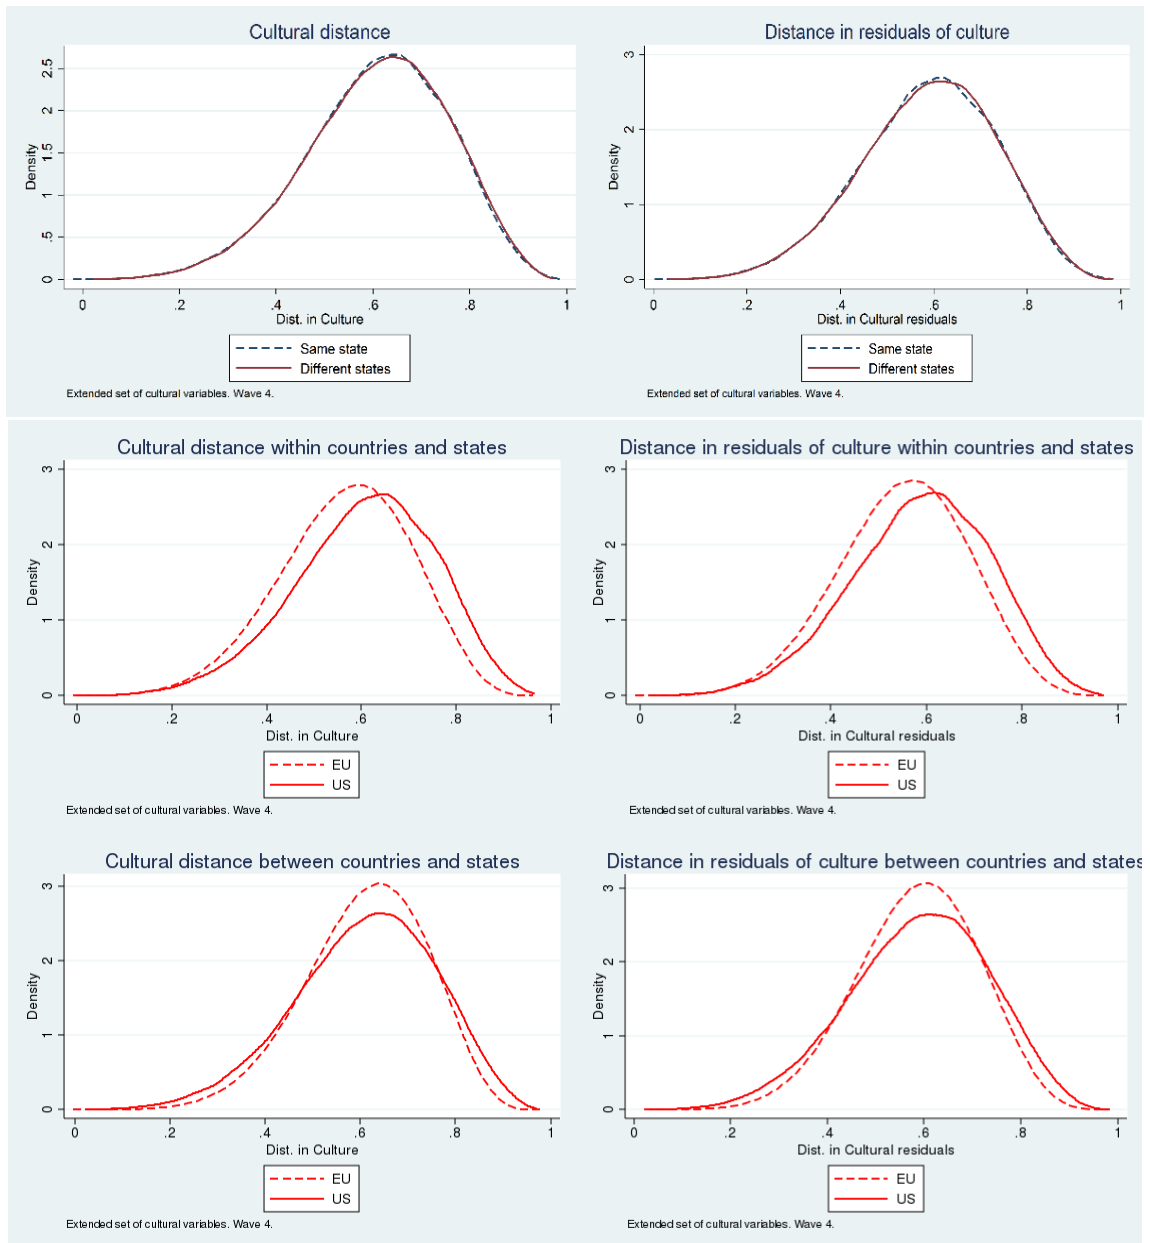 Cultural distance
Density
0
.5
1
1.5
2
2.5
0 .2 .4 .6 .8 1
Dist. in Culture
Same state
Different states
Extended set of cultural variables. Wave 4.
Distance in residuals of culture
Density
0
1
2
3
0 .2 .4 .6 .8 1
Dist. in Cultural residuals
Same state
Different states
Extended set of cultural variables. Wave 4.
Cultural distance within countries and states
Density
0
1
2
3
0 .2 .4 .6 .8 1
Dist. in Culture
EU
US
Extended set of cultural variables. Wave 4.
Distance in residuals of culture within countries and states
Density
0
1
2
3
0 .2 .4 .6 .8 1
Dist. in Cultural residuals
EU
US
Extended set of cultural variables. Wave 4.
Cultural distance between countries and states
Density
0
1
2
3
0 .2 .4 .6 .8 1
Dist. in Culture
EU
US
Extended set of cultural variables. Wave 4.
Distance in residuals of culture between countries and states
Density
0
1
2
3
0 .2 .4 .6 .8 1
Dist. in Cultural residuals
EU
US
Extended set of cultural variables. Wave 4.